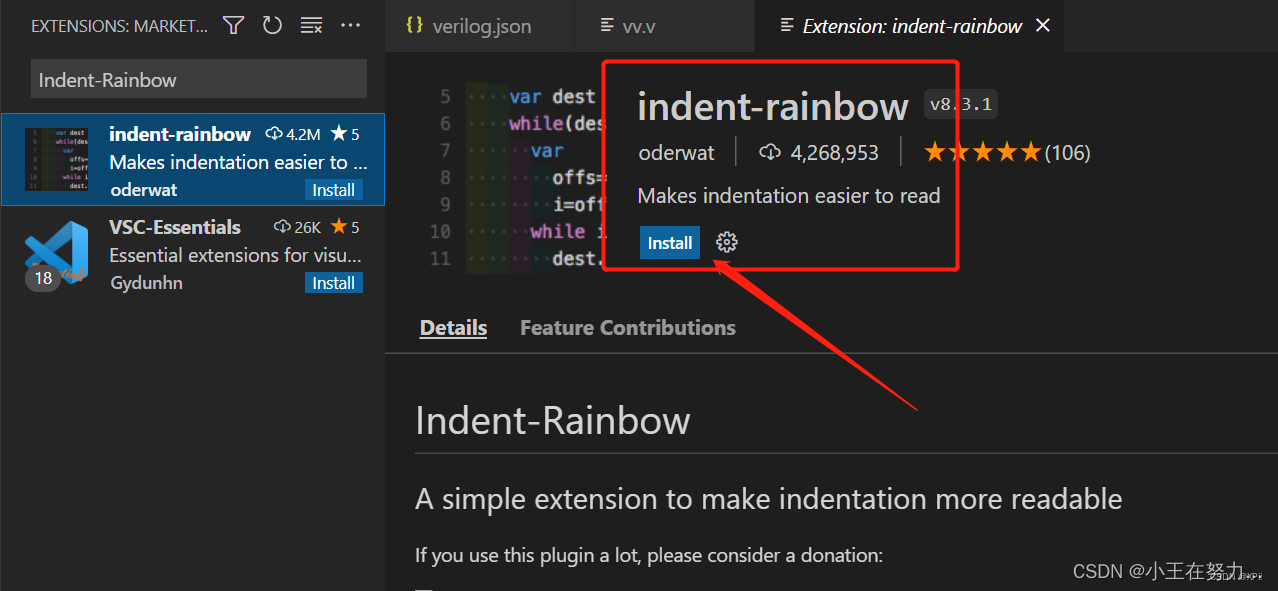 EXTENSIONS: MARKET...
Indent-Rainbow
indent-rainbow 4.2M ★ 5
Makes indentation easier to ...
oderwat Install
VSC-Essentials 26K ★ 5
Essential extensions for visu...
18
Gydunhn Install
{} verilog.json vv.v Extension: indent-rainbow
5 var dest
6 while(des
7 var
8 offs=
9 i=off
10 while i
11 dest.
indent-rainbow v8.3.1
oderwat 4,268,953 ★★★★★(106)
Makes indentation easier to read
Install
Details Feature Contributions
Indent-Rainbow
A simple extension to make indentation more readable
If you use this plugin a lot, please consider a donation:
CSDN @小王在努力